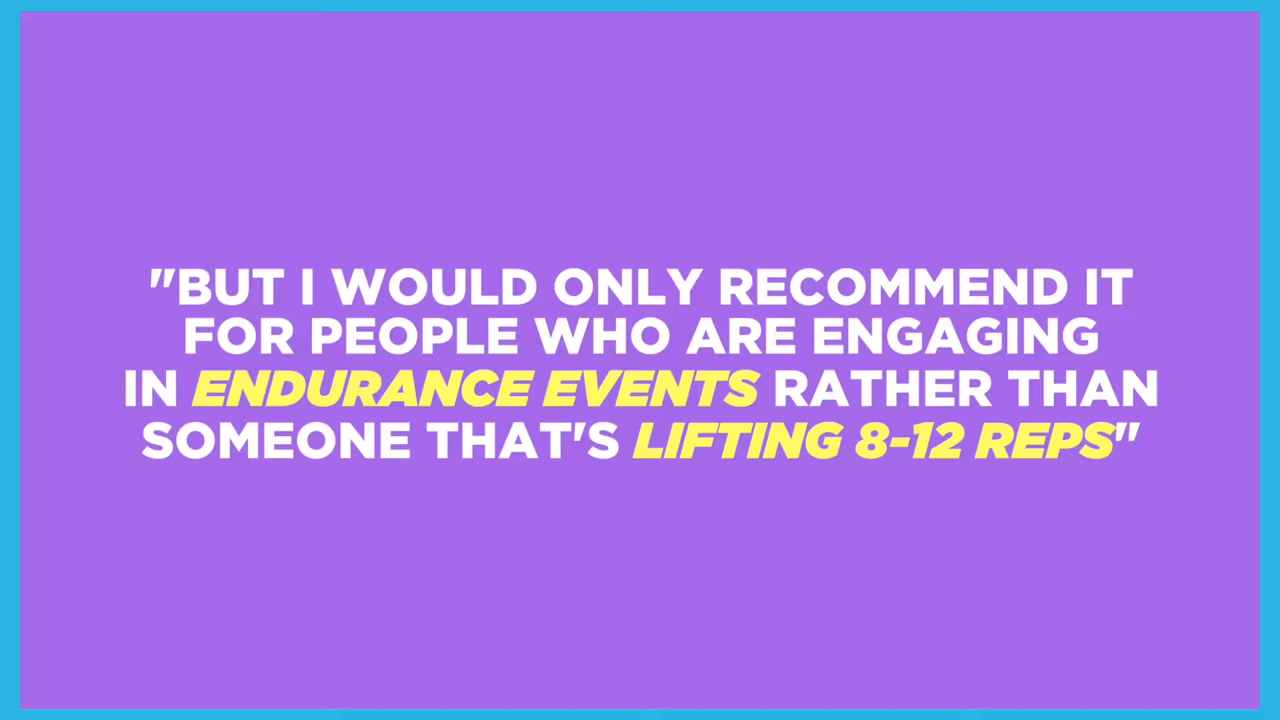 "BUT I WOULD ONLY RECOMMEND IT
FOR PEOPLE WHO ARE ENGAGING
IN ENDURANCE EVENTS RATHER THAN
SOMEONE THAT'S LIFTING 8-12 REPS"